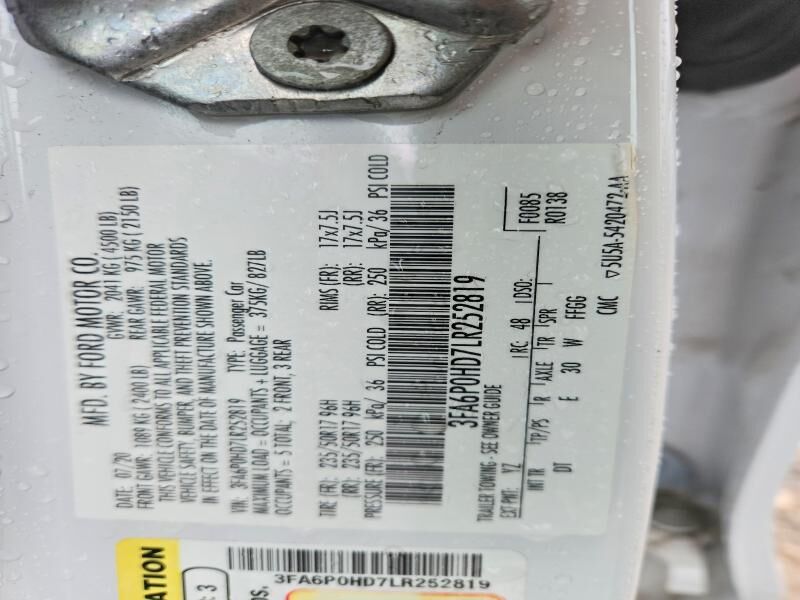 MFD. BY FORD MOTOR CO.
DATE: 07/20 GVWR: 2041 KG (4500 LB)
FRONT GAWR: 1089 KG (2400 LB) REAR GAWR: 975 KG (2150 LB)
THIS VEHICLE CONFORMS TO ALL APPLICABLE FEDERAL MOTOR
VEHICLE SAFETY, BUMPER, AND THEFT PREVENTION STANDARDS
IN EFFECT ON THE DATE OF MANUFACTURE SHOWN ABOVE.
VIN: 3FA6P0HD7LR252819 TYPE: Passenger Car
MAXIMUM LOAD = OCCUPANTS + LUGGAGE = 375KG/ 827LB
OCCUPANTS = 5 TOTAL; 2 FRONT, 3 REAR
TIRE (FR): 235/50R17 96H RIMS (FR): 17x7.5J
(RR): 235/50R17 96H (RR): 17x7.5J
PRESSURE (FR): 250 kPa/ 36 PSI COLD (RR): 250 kPa/ 36 PSI COLD
3FA6P0HD7LR252819
TRAILER TOWING - SEE OWNER GUIDE F0085
EXT PNT: YZ RC: 48 DSO: R0138
INT TR TP/PS R AXLE TR SPR
DT E 30 W FFGG
CMC ▽5U5A-5420472-AA
ATION
: 3
3FA6P0HD7LR252819